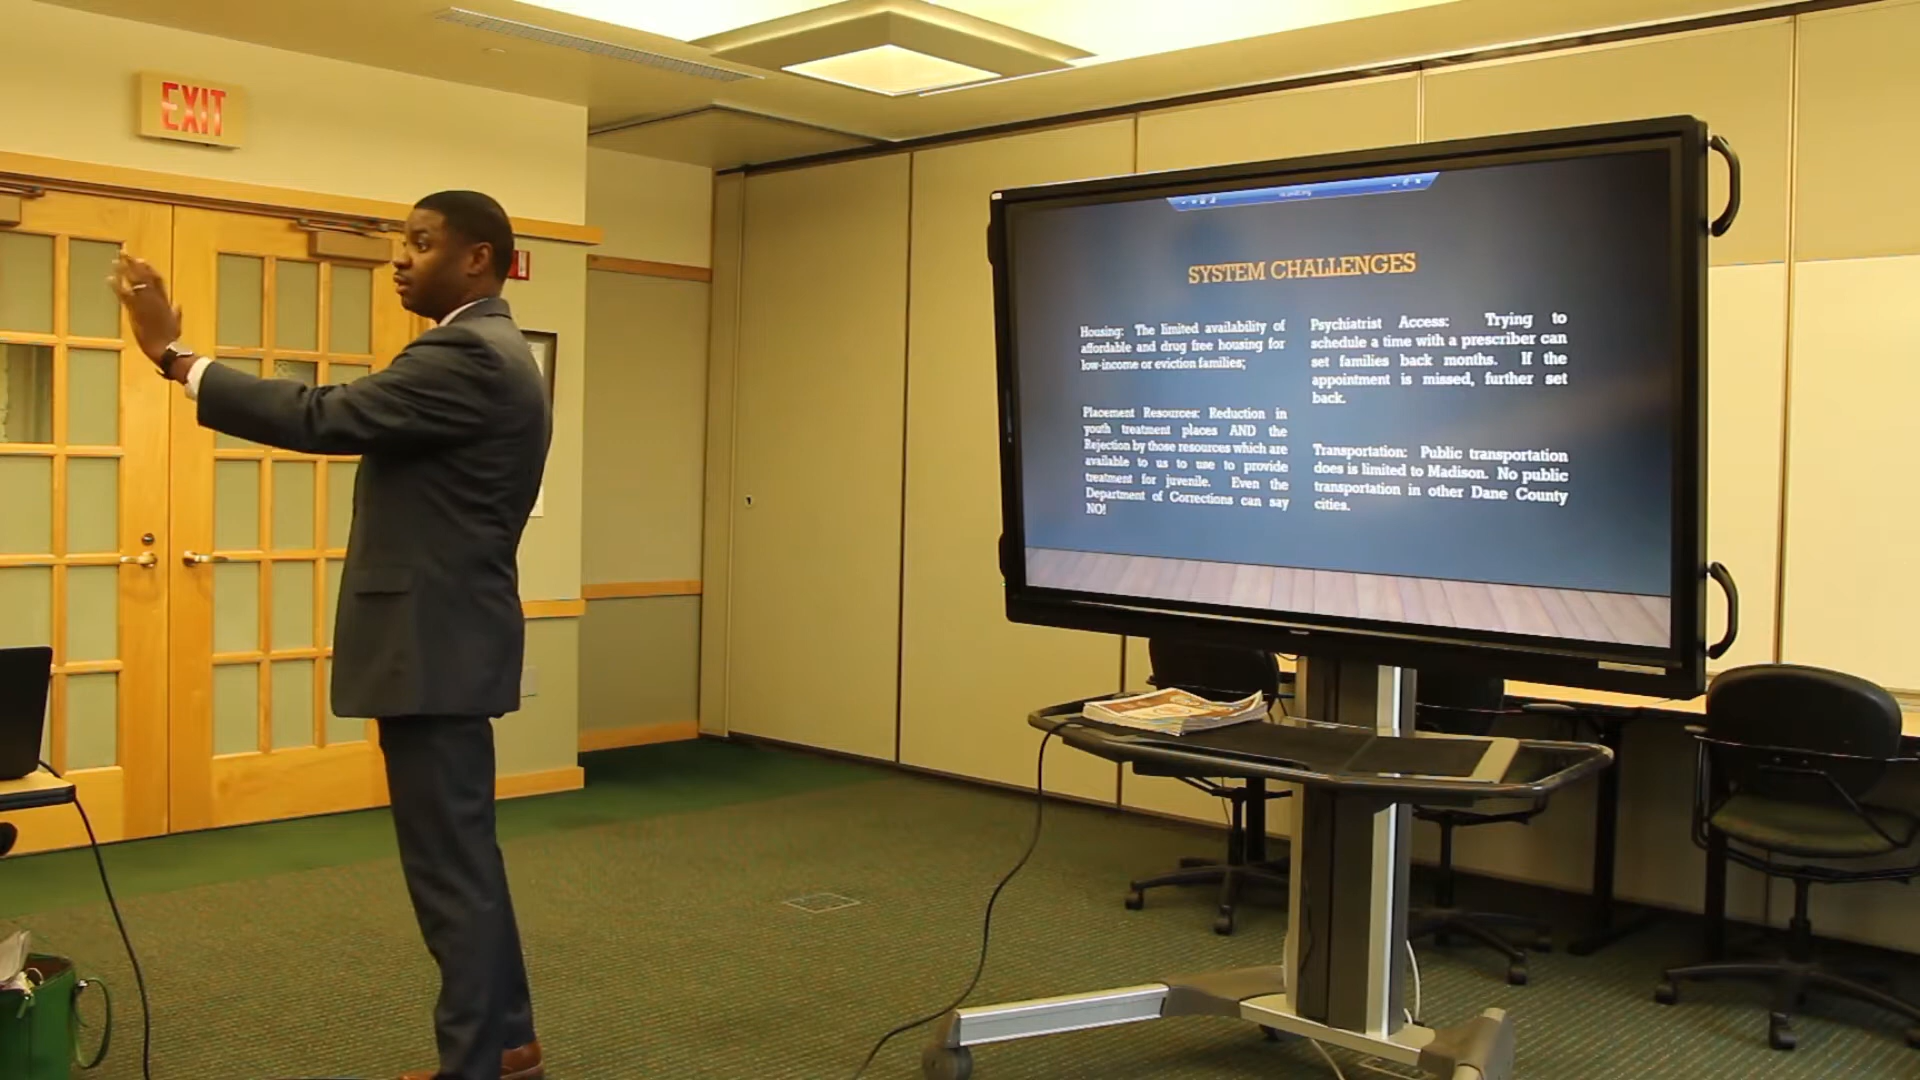 EXIT
SYSTEM CHALLENGES
Housing: The limited availability of
affordable and drug free housing for
low-income or eviction families;
Placement Resources: Reduction in
youth treatment places AND the
Rejection by those resources which are
available to us to use to provide
treatment for juvenile. Even the
Department of Corrections can say
NO!
Psychiatrist Access: Trying to
schedule a time with a prescriber can
set families back months. If the
appointment is missed, further set
back.
Transportation: Public transportation
does is limited to Madison. No public
transportation in other Dane County
cities.